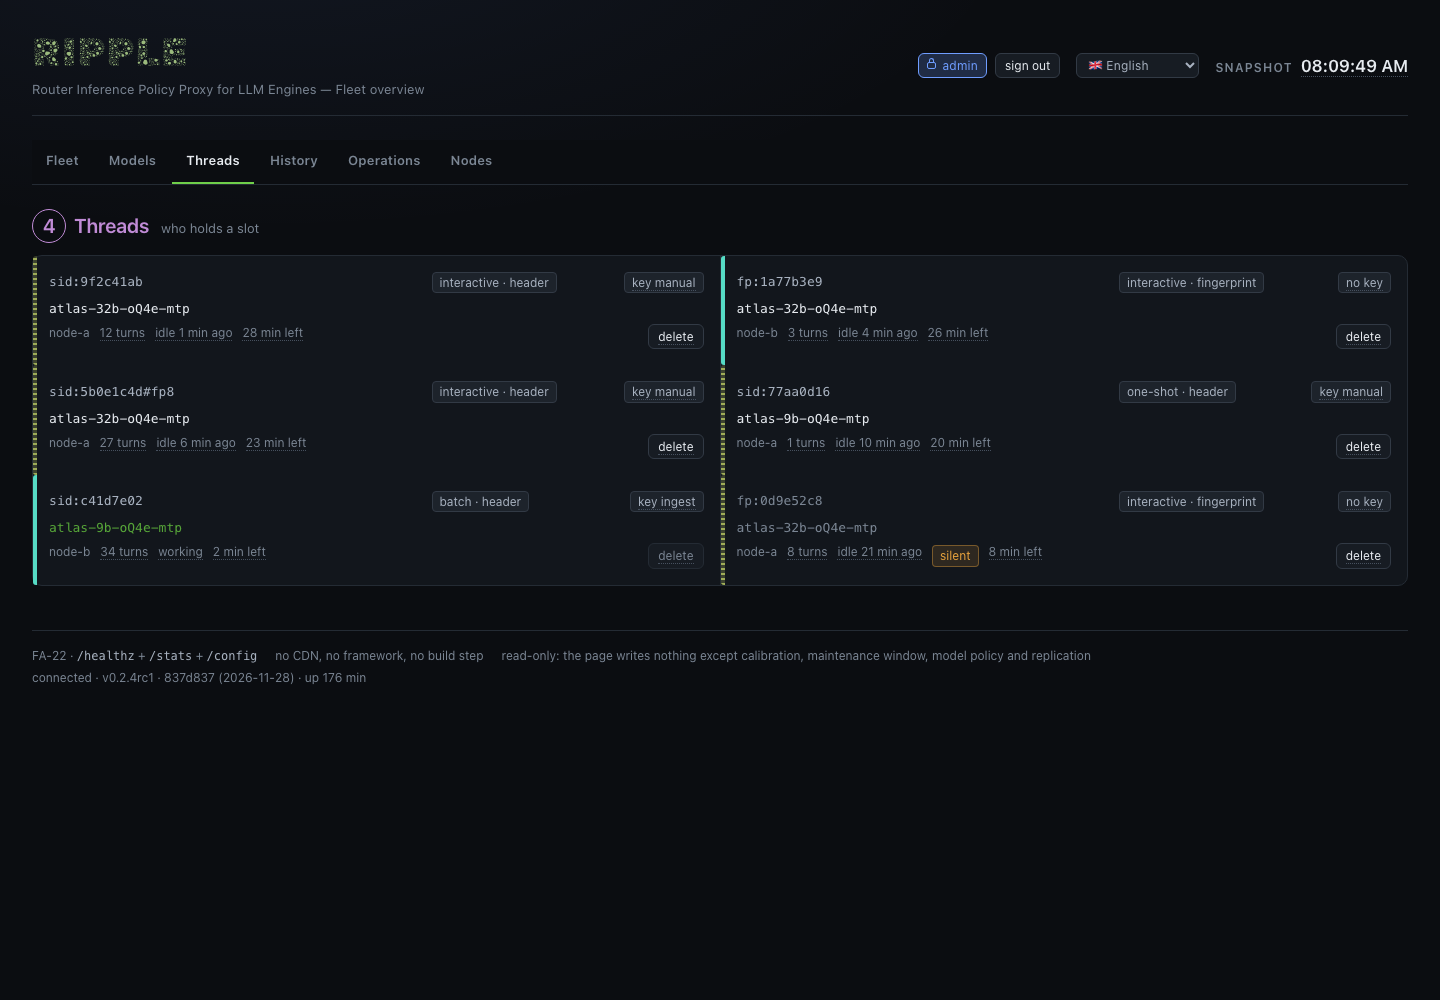 RIPPLE
Router Inference Policy Proxy for LLM Engines — Fleet overview
admin sign out 🇬🇧 English SNAPSHOT 08:09:49 AM
Fleet Models Threads History Operations Nodes
4 Threads who holds a slot
sid:9f2c41ab interactive · header key manual
atlas-32b-oQ4e-mtp
node-a 12 turns idle 1 min ago 28 min left delete
fp:1a77b3e9 interactive · fingerprint no key
atlas-32b-oQ4e-mtp
node-b 3 turns idle 4 min ago 26 min left delete
sid:5b0e1c4d#fp8 interactive · header key manual
atlas-32b-oQ4e-mtp
node-a 27 turns idle 6 min ago 23 min left delete
sid:77aa0d16 one-shot · header key manual
atlas-9b-oQ4e-mtp
node-a 1 turns idle 10 min ago 20 min left delete
sid:c41d7e02 batch · header key ingest
atlas-9b-oQ4e-mtp
node-b 34 turns working 2 min left delete
fp:0d9e52c8 interactive · fingerprint no key
atlas-32b-oQ4e-mtp
node-a 8 turns idle 21 min ago silent 8 min left delete
FA-22 · /healthz + /stats + /config no CDN, no framework, no build step read-only: the page writes nothing except calibration, maintenance window, model policy and replication
connected · v0.2.4rc1 · 837d837 (2026-11-28) · up 176 min